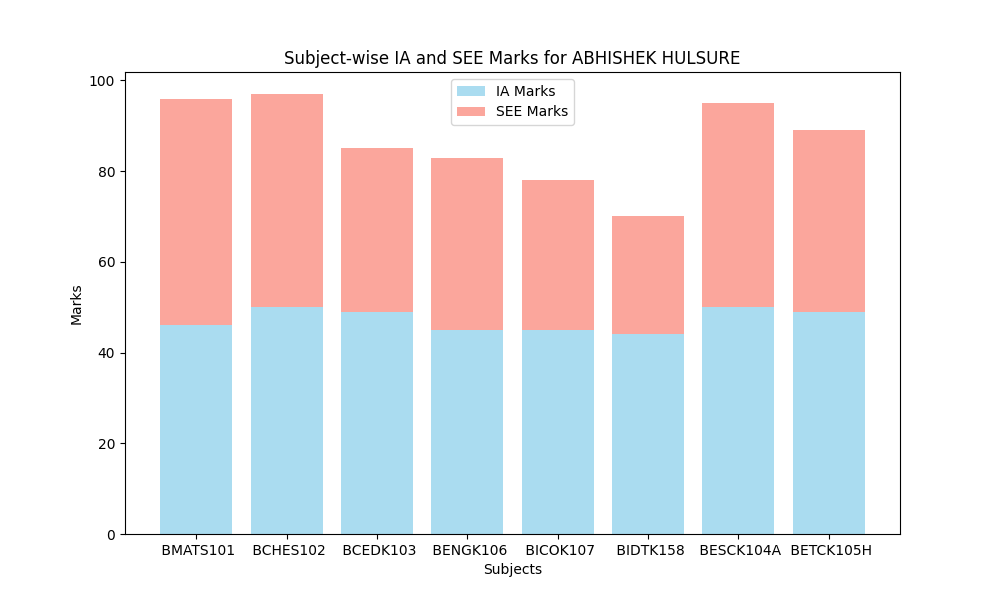 Subject-wise IA and SEE Marks for ABHISHEK HULSURE
IA Marks
SEE Marks
100
80
60
40
20
0
Marks
BMATS101 BCHES102 BCEDK103 BENGK106 BICOK107 BIDTK158 BESCK104A BETCK105H
Subjects